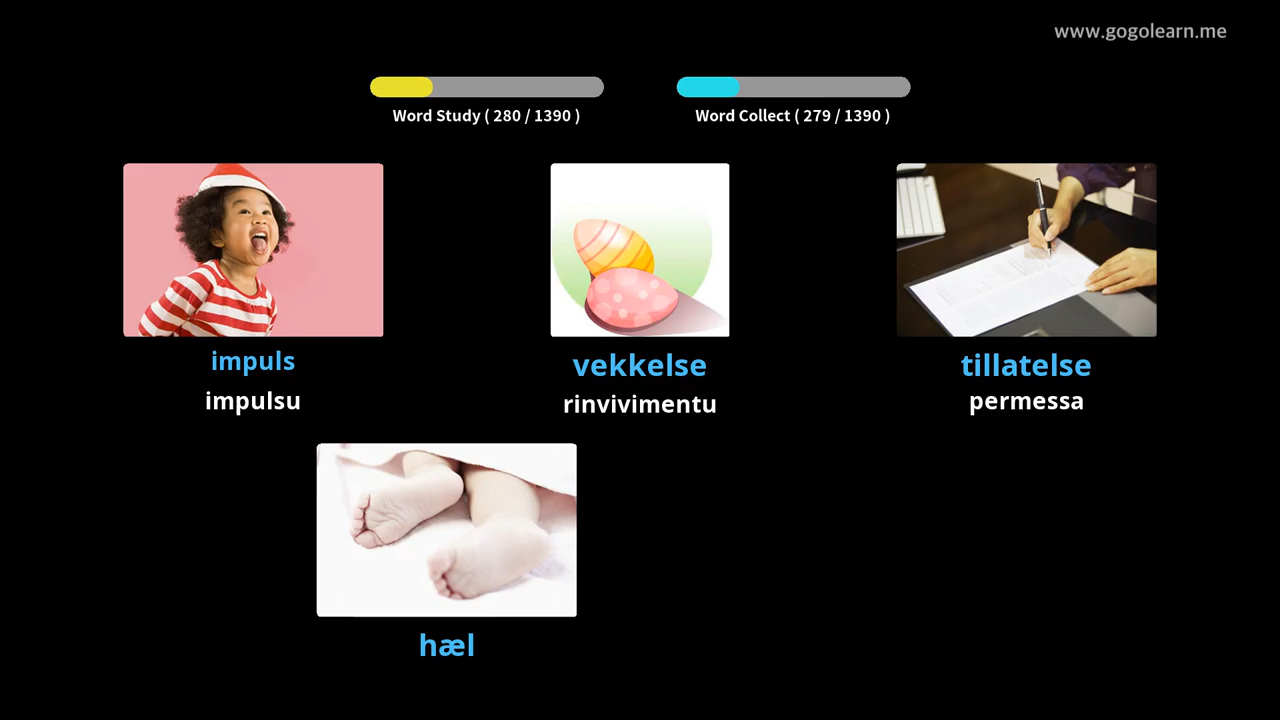 www.gogolearn.me
Word Study ( 280 / 1390 )
Word Collect ( 279 / 1390 )
impuls
impulsu
vekkelse
rinvivimentu
tillatelse
permessa
hæl